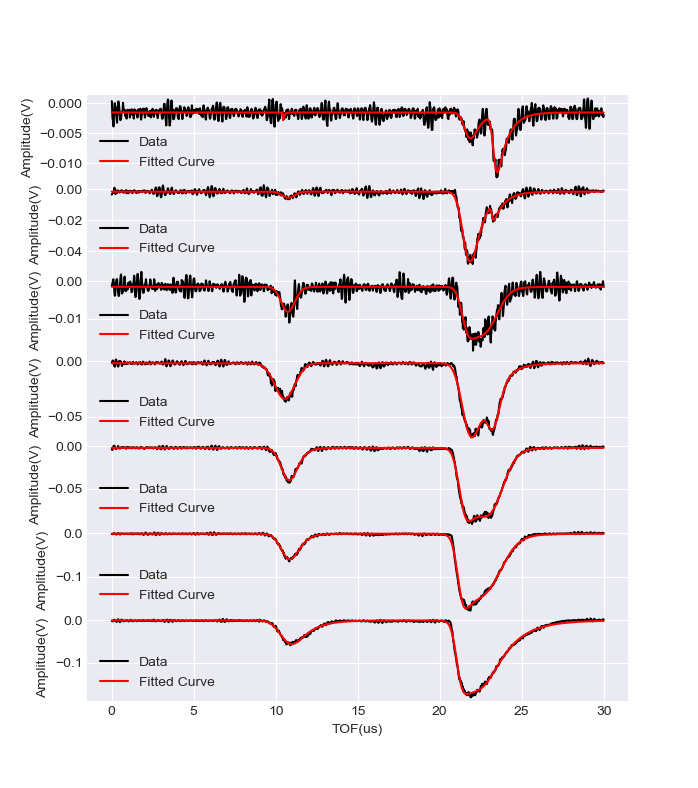 Amplitude(V)
0.000
−0.005
−0.010
Data
Fitted Curve
Amplitude(V)
0.00
−0.02
−0.04
Data
Fitted Curve
Amplitude(V)
0.00
−0.01
Data
Fitted Curve
Amplitude(V)
0.00
−0.05
Data
Fitted Curve
Amplitude(V)
0.00
−0.05
Data
Fitted Curve
Amplitude(V)
0.0
−0.1
Data
Fitted Curve
Amplitude(V)
0.0
−0.1
Data
Fitted Curve
0 5 10 15 20 25 30
TOF(us)